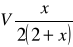 V x / 2(2 + x)